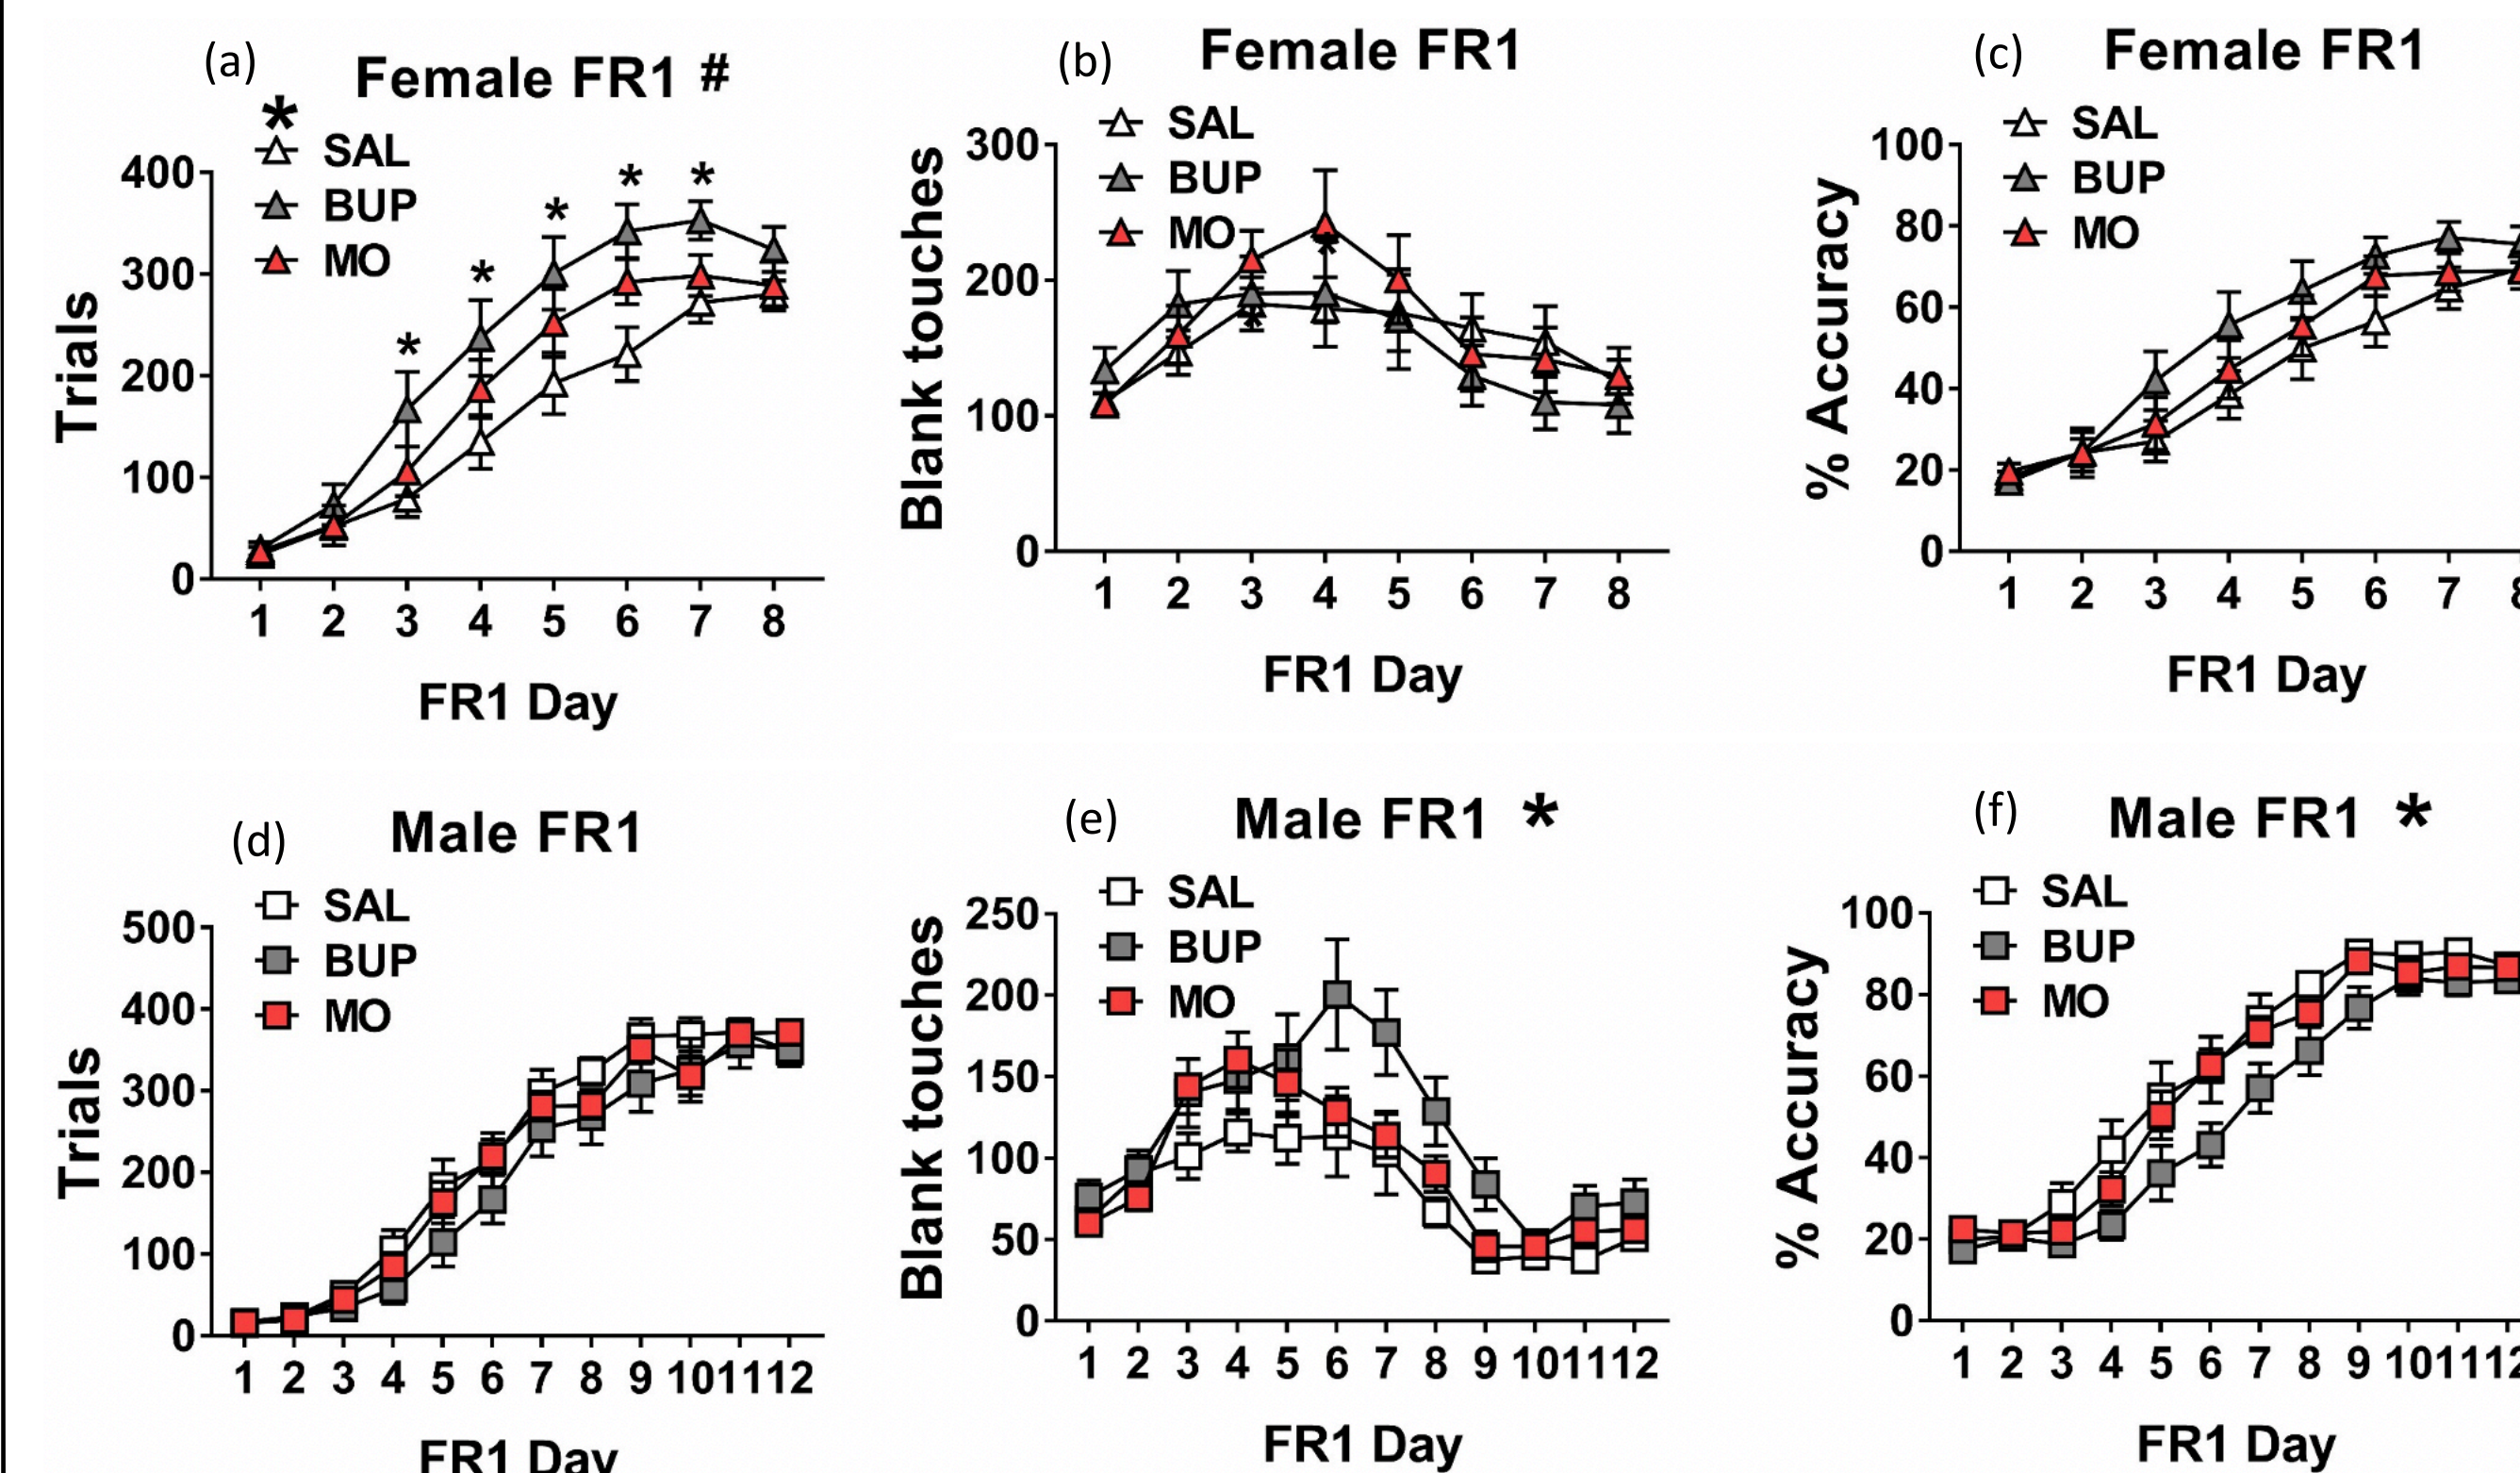 (a)
Female FR1 #
*
SAL
BUP
MO
400
300
200
100
0
Trials
* * * * *
1 2 3 4 5 6 7 8
FR1 Day
(b)
Female FR1
SAL
BUP
MO
300
200
100
0
Blank touches
* *
1 2 3 4 5 6 7 8
FR1 Day
(c)
Female FR1
SAL
BUP
MO
100
80
60
40
20
0
% Accuracy
1 2 3 4 5 6 7 8
FR1 Day
(d)
Male FR1
SAL
BUP
MO
500
400
300
200
100
0
Trials
1 2 3 4 5 6 7 8 9 10 11 12
FR1 Day
(e)
Male FR1 *
SAL
BUP
MO
250
200
150
100
50
0
Blank touches
1 2 3 4 5 6 7 8 9 10 11 12
FR1 Day
(f)
Male FR1 *
SAL
BUP
MO
100
80
60
40
20
0
% Accuracy
1 2 3 4 5 6 7 8 9 10 11 12
FR1 Day